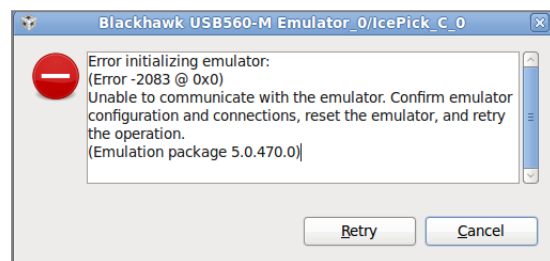 Blackhawk USB560-M Emulator_0/IcePick_C_0
Error initializing emulator:
(Error -2083 @ 0x0)
Unable to communicate with the emulator. Confirm emulator
configuration and connections, reset the emulator, and retry
the operation.
(Emulation package 5.0.470.0)
Retry Cancel